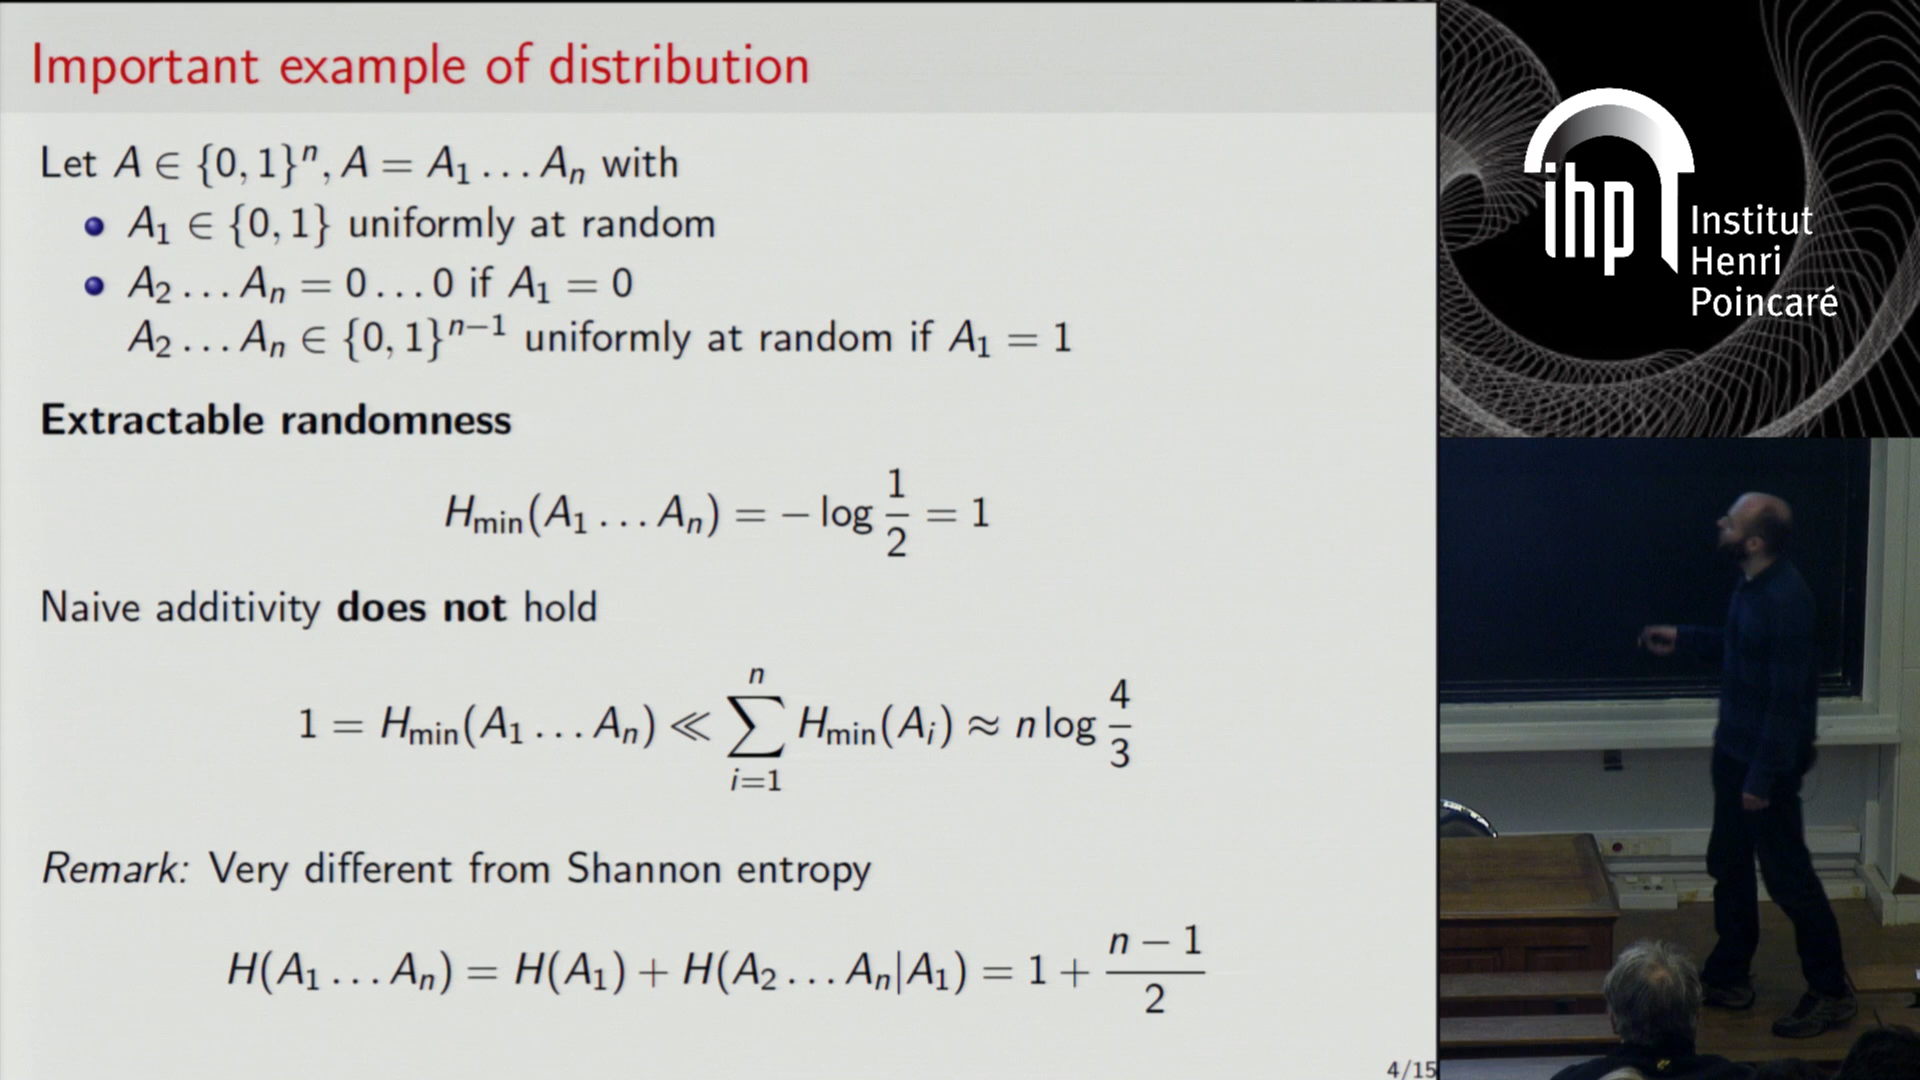 Important example of distribution
Let A ∈ {0, 1}ⁿ, A = A₁ … Aₙ with
A₁ ∈ {0, 1} uniformly at random
A₂ … Aₙ = 0 … 0 if A₁ = 0
A₂ … Aₙ ∈ {0, 1}ⁿ⁻¹ uniformly at random if A₁ = 1
Extractable randomness
H_min(A₁ … Aₙ) = − log 1/2 = 1
Naive additivity does not hold
1 = H_min(A₁ … Aₙ) ≪ ∑_{i=1}^{n} H_min(Aᵢ) ≈ n log 4/3
Remark: Very different from Shannon entropy
H(A₁ … Aₙ) = H(A₁) + H(A₂ … Aₙ|A₁) = 1 + (n − 1)/2
4/15
ihp
Institut
Henri
Poincaré